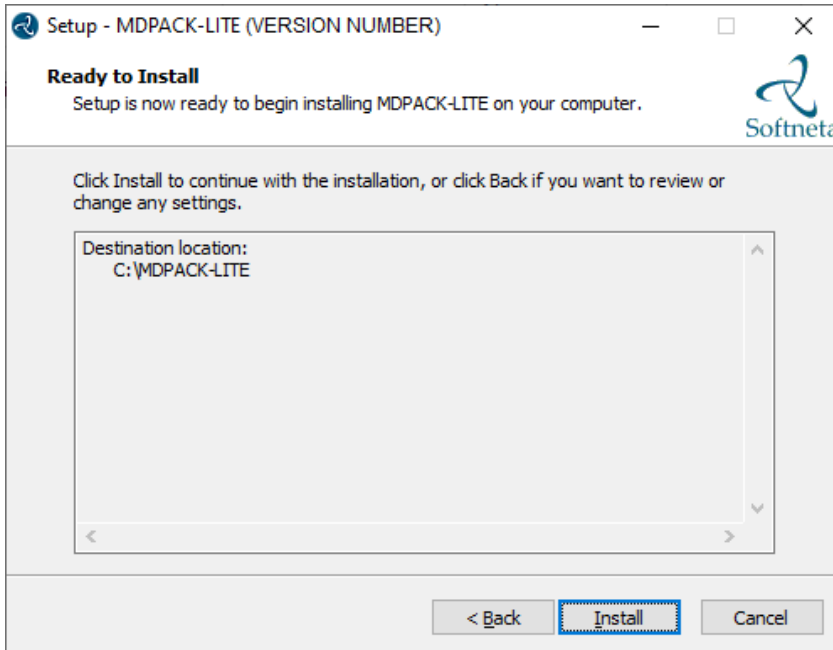 Setup - MDPACK-LITE (VERSION NUMBER)
Ready to Install
Setup is now ready to begin installing MDPACK-LITE on your computer.
Softneta
Click Install to continue with the installation, or click Back if you want to review or
change any settings.
Destination location:
C:\MDPACK-LITE
< Back
Install
Cancel